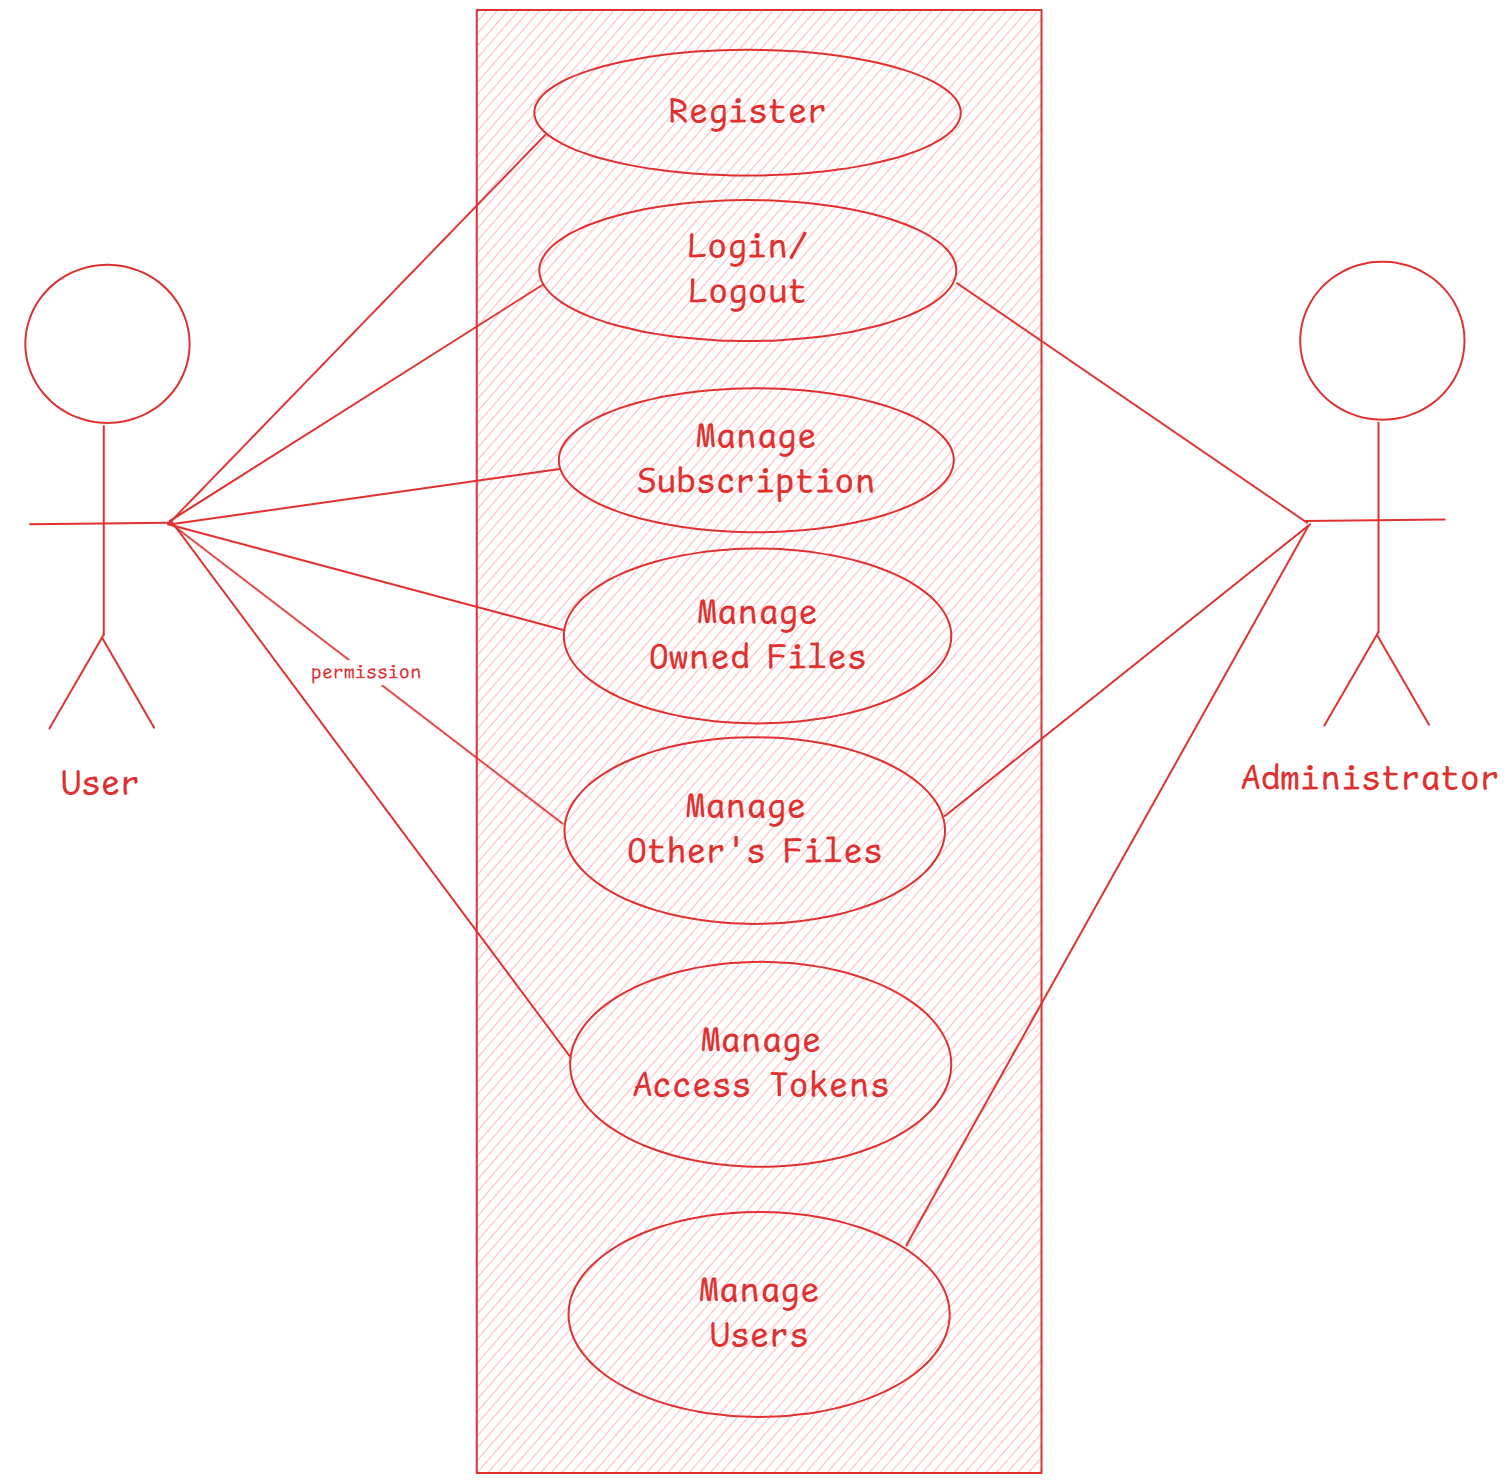 Register
Login/
Logout
Manage
Subscription
Manage
Owned Files
permission
Manage
Other's Files
User
Administrator
Manage
Access Tokens
Manage
Users